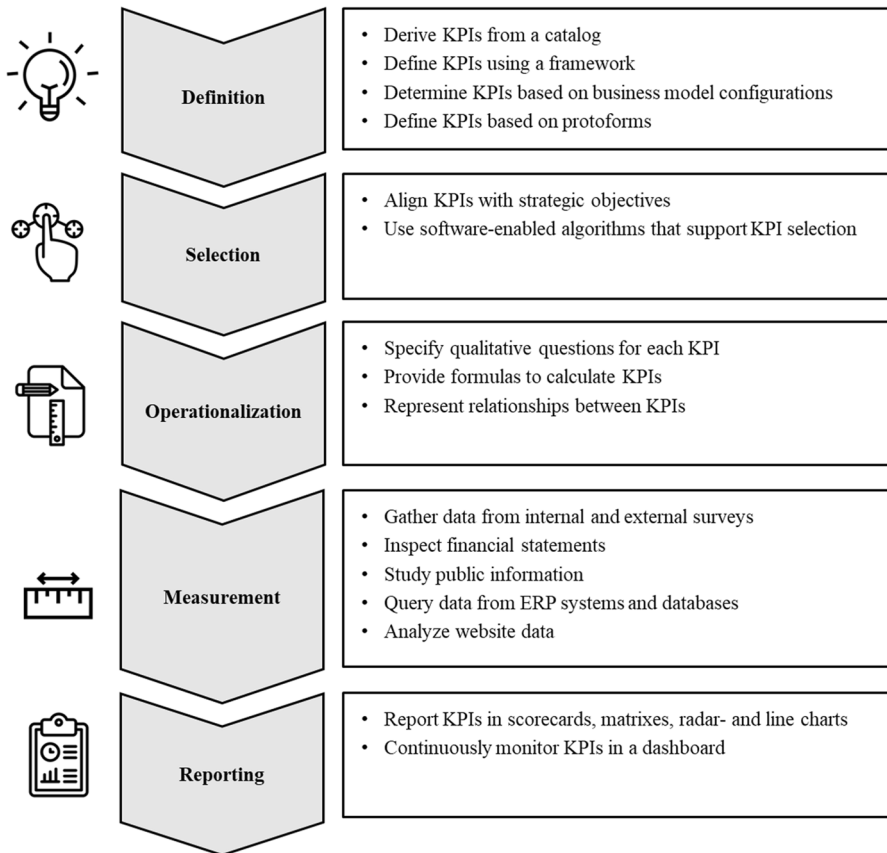 Definition
• Derive KPIs from a catalog
• Define KPIs using a framework
• Determine KPIs based on business model configurations
• Define KPIs based on protoforms
Selection
• Align KPIs with strategic objectives
• Use software-enabled algorithms that support KPI selection
Operationalization
• Specify qualitative questions for each KPI
• Provide formulas to calculate KPIs
• Represent relationships between KPIs
Measurement
• Gather data from internal and external surveys
• Inspect financial statements
• Study public information
• Query data from ERP systems and databases
• Analyze website data
Reporting
• Report KPIs in scorecards, matrixes, radar- and line charts
• Continuously monitor KPIs in a dashboard